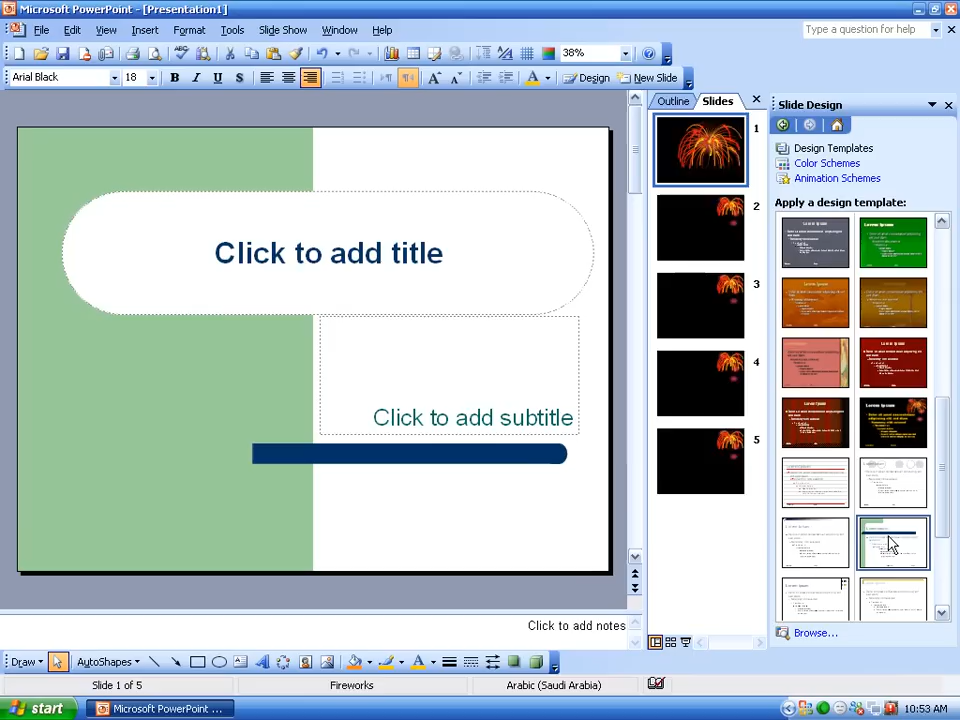 Microsoft PowerPoint - [Presentation1]
File Edit View Insert Format Tools Slide Show Window Help
Type a question for help
38%
Arial Black 18 B I U S Design New Slide
Outline Slides
Slide Design
Design Templates
Color Schemes
Animation Schemes
Apply a design template:
1
2
3
4
5
Click to add title
Click to add subtitle
Browse...
Click to add notes
Draw AutoShapes
Slide 1 of 5 Fireworks Arabic (Saudi Arabia)
start Microsoft PowerPoint ... 10:53 AM